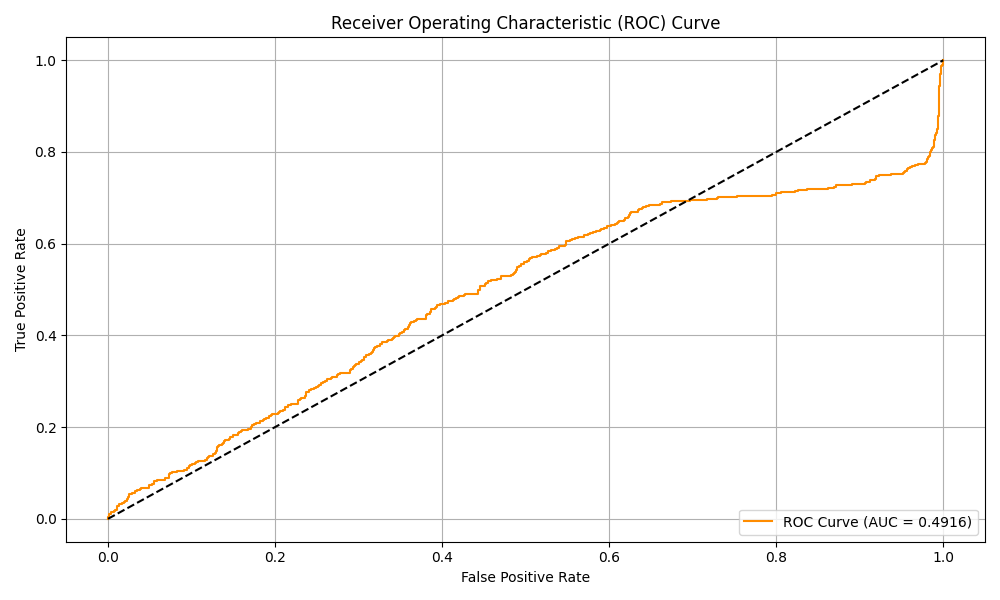 Receiver Operating Characteristic (ROC) Curve
1.0
0.8
0.6
0.4
0.2
0.0
True Positive Rate
ROC Curve (AUC = 0.4916)
0.0 0.2 0.4 0.6 0.8 1.0
False Positive Rate